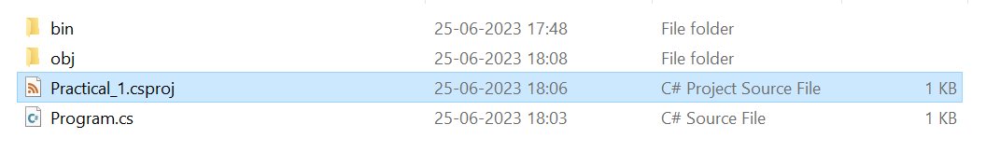 bin 25-06-2023 17:48 File folder
obj 25-06-2023 18:08 File folder
Practical_1.csproj 25-06-2023 18:06 C# Project Source File 1 KB
C# Program.cs 25-06-2023 18:03 C# Source File 1 KB